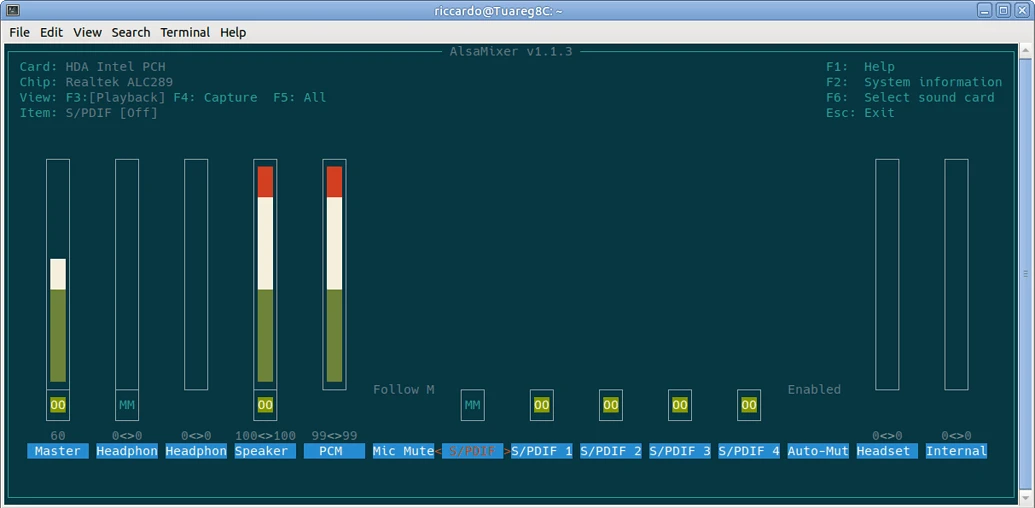 riccardo@Tuareg8C: ~
File Edit View Search Terminal Help
AlsaMixer v1.1.3
Card: HDA Intel PCH F1: Help
Chip: Realtek ALC289 F2: System information
View: F3:[Playback] F4: Capture F5: All F6: Select sound card
Item: S/PDIF [Off] Esc: Exit
Follow M Enabled
OO MM OO MM OO OO OO OO
60 0<>0 0<>0 100<>100 99<>99 0<>0 0<>0
Master Headphon Headphon Speaker PCM Mic Mute< S/PDIF >S/PDIF 1 S/PDIF 2 S/PDIF 3 S/PDIF 4 Auto-Mut Headset Internal